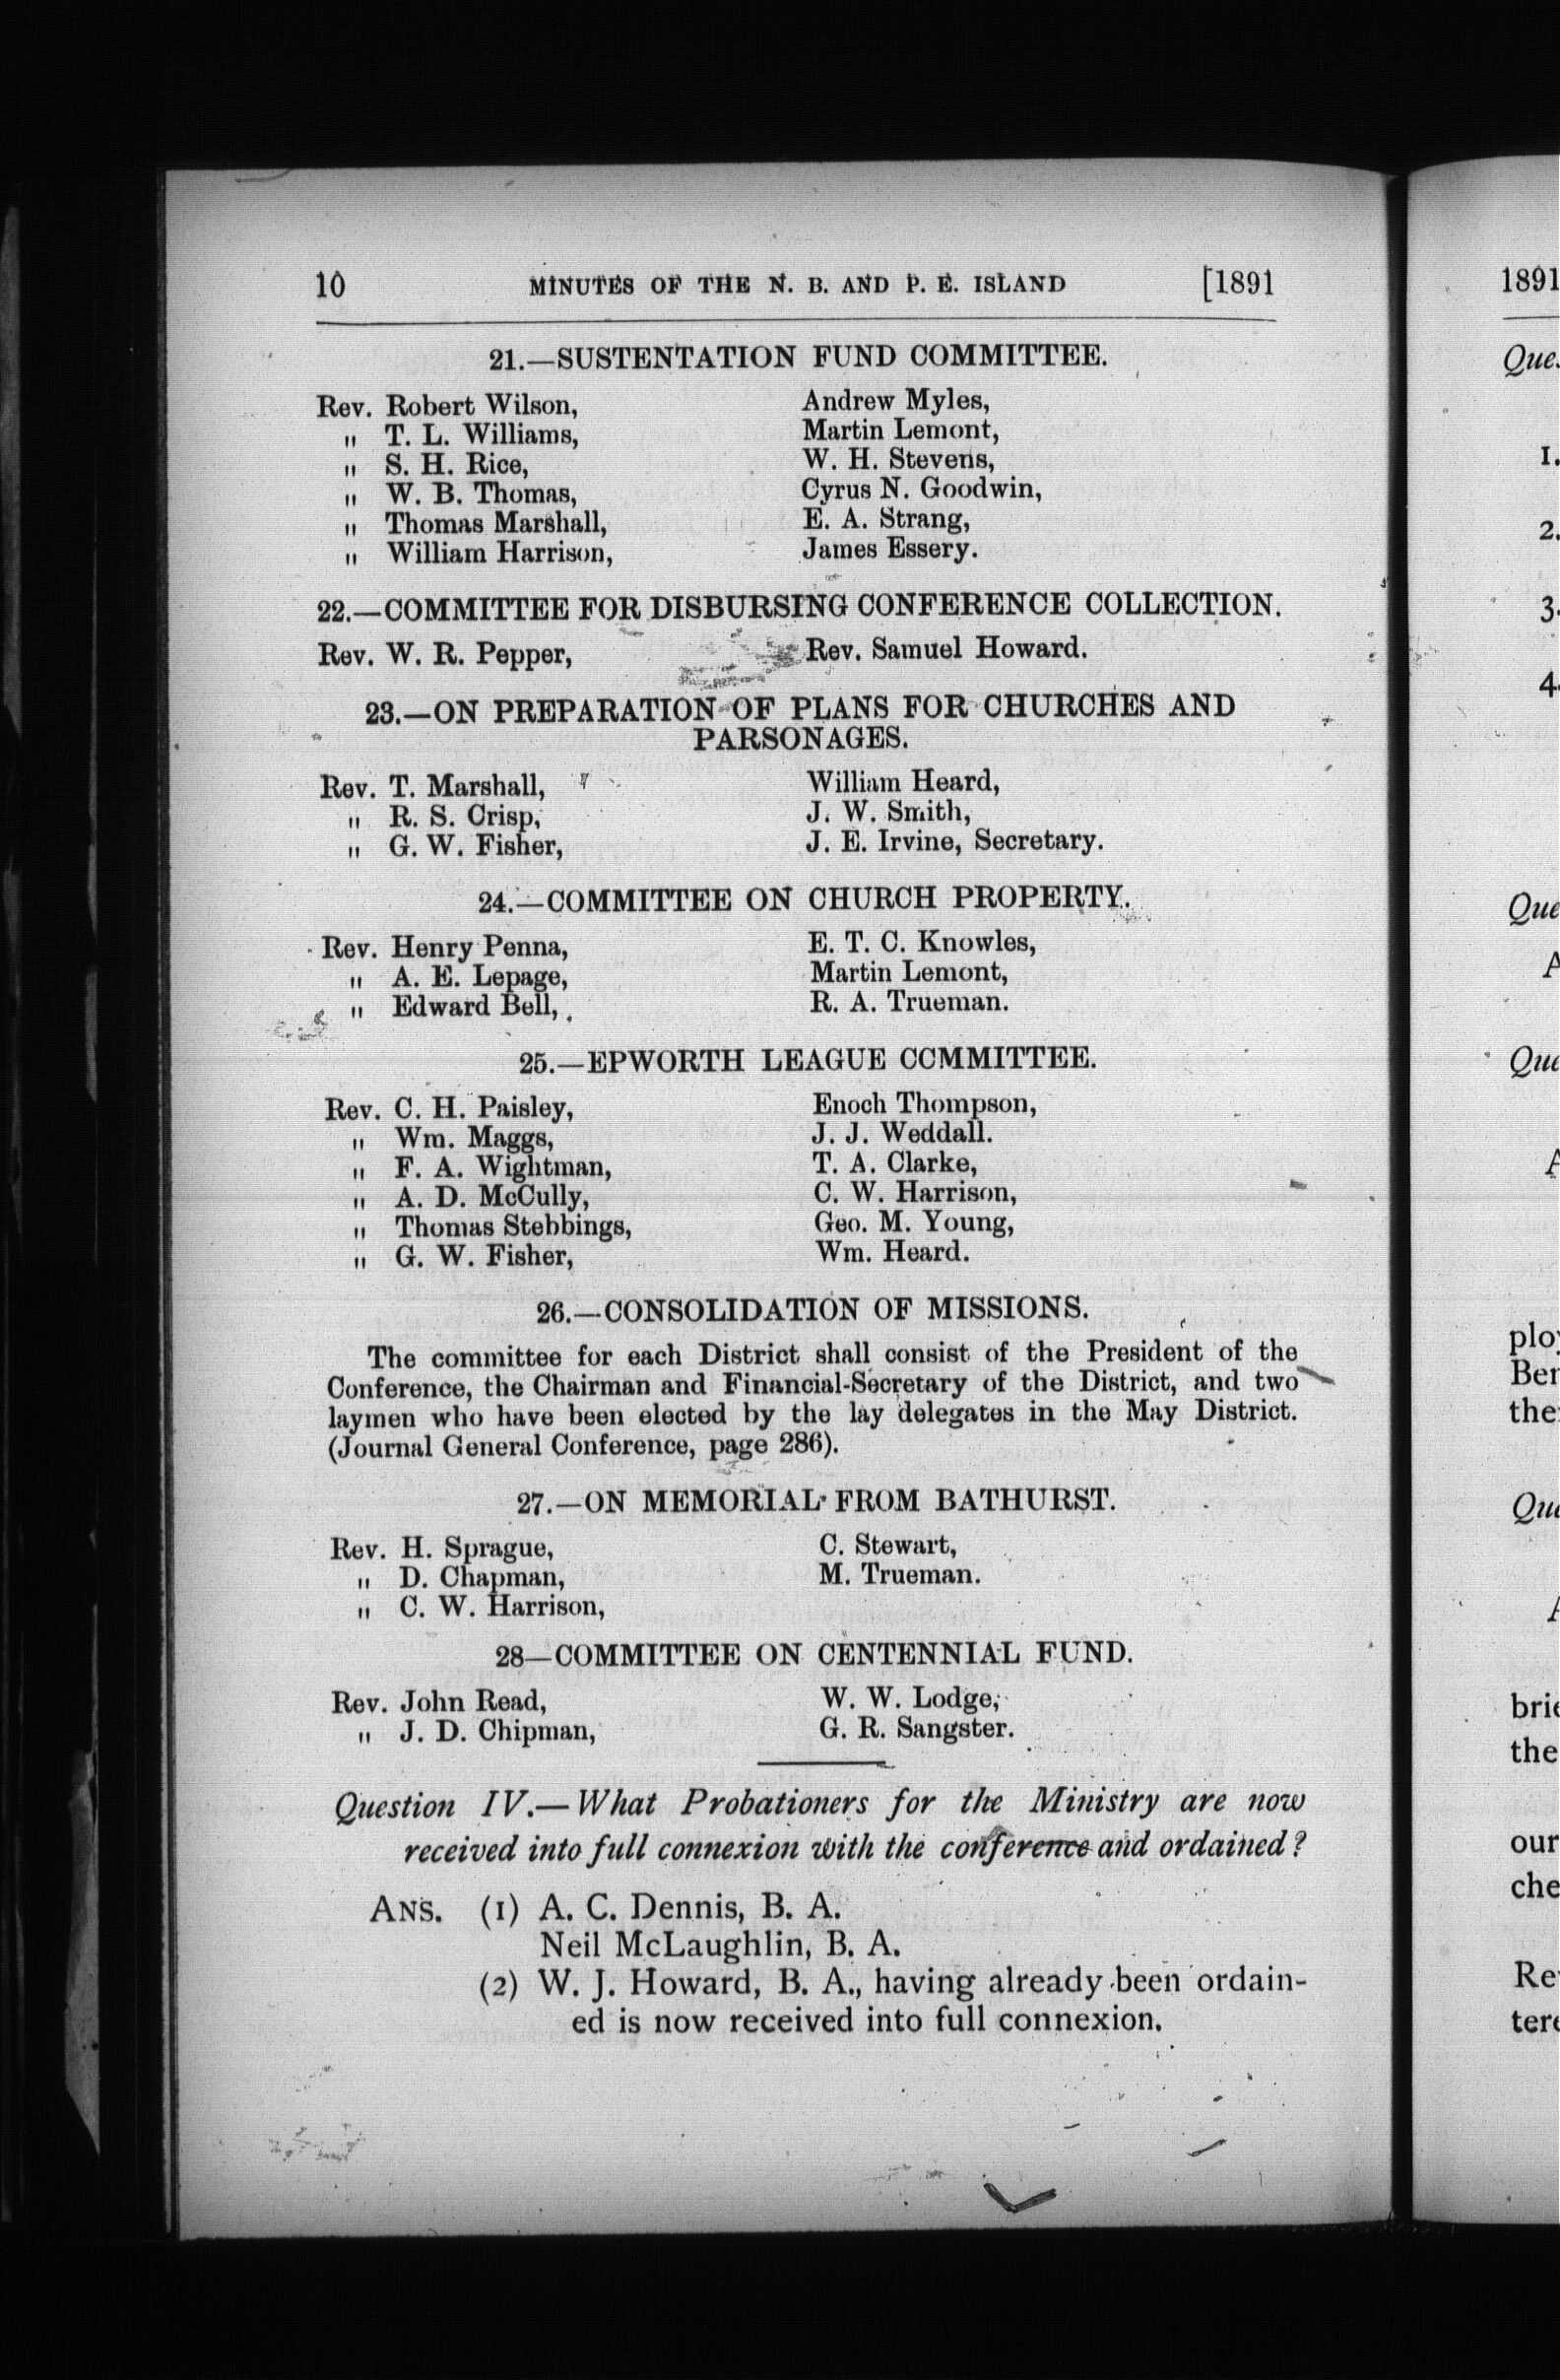 10 MINUTES OF THE N. B. AND P. E. ISLAND [1891
21.—SUSTENTATION FUND COMMITTEE.
Rev. Robert Wilson, Andrew Myles,
" T. L. Williams, Martin Lemont,
" S. H. Rice, W. H. Stevens,
" W. B. Thomas, Cyrus N. Goodwin,
" Thomas Marshall, E. A. Strang,
" William Harrison, James Essery.
22.—COMMITTEE FOR DISBURSING CONFERENCE COLLECTION.
Rev. W. R. Pepper, Rev. Samuel Howard.
23.—ON PREPARATION OF PLANS FOR CHURCHES AND
PARSONAGES.
Rev. T. Marshall, William Heard,
" R. S. Crisp, J. W. Smith,
" G. W. Fisher, J. E. Irvine, Secretary.
24.—COMMITTEE ON CHURCH PROPERTY.
Rev. Henry Penna, E. T. C. Knowles,
" A. E. Lepage, Martin Lemont,
" Edward Bell, R. A. Trueman.
25.—EPWORTH LEAGUE COMMITTEE.
Rev. C. H. Paisley, Enoch Thompson,
" Wm. Maggs, J. J. Weddall.
" F. A. Wightman, T. A. Clarke,
" A. D. McCully, C. W. Harrison,
" Thomas Stebbings, Geo. M. Young,
" G. W. Fisher, Wm. Heard.
26.—CONSOLIDATION OF MISSIONS.
The committee for each District shall consist of the President of the
Conference, the Chairman and Financial-Secretary of the District, and two
laymen who have been elected by the lay delegates in the May District.
(Journal General Conference, page 286).
27.—ON MEMORIAL FROM BATHURST.
Rev. H. Sprague, C. Stewart,
" D. Chapman, M. Trueman.
" C. W. Harrison,
28—COMMITTEE ON CENTENNIAL FUND.
Rev. John Read, W. W. Lodge,
" J. D. Chipman, G. R. Sangster.
Question IV.—What Probationers for the Ministry are now
received into full connexion with the conference and ordained?
ANS. (1) A. C. Dennis, B. A.
Neil McLaughlin, B. A.
(2) W. J. Howard, B. A., having already been ordain-
ed is now received into full connexion.
1891
1.
2.
3.
4.
the
the
our